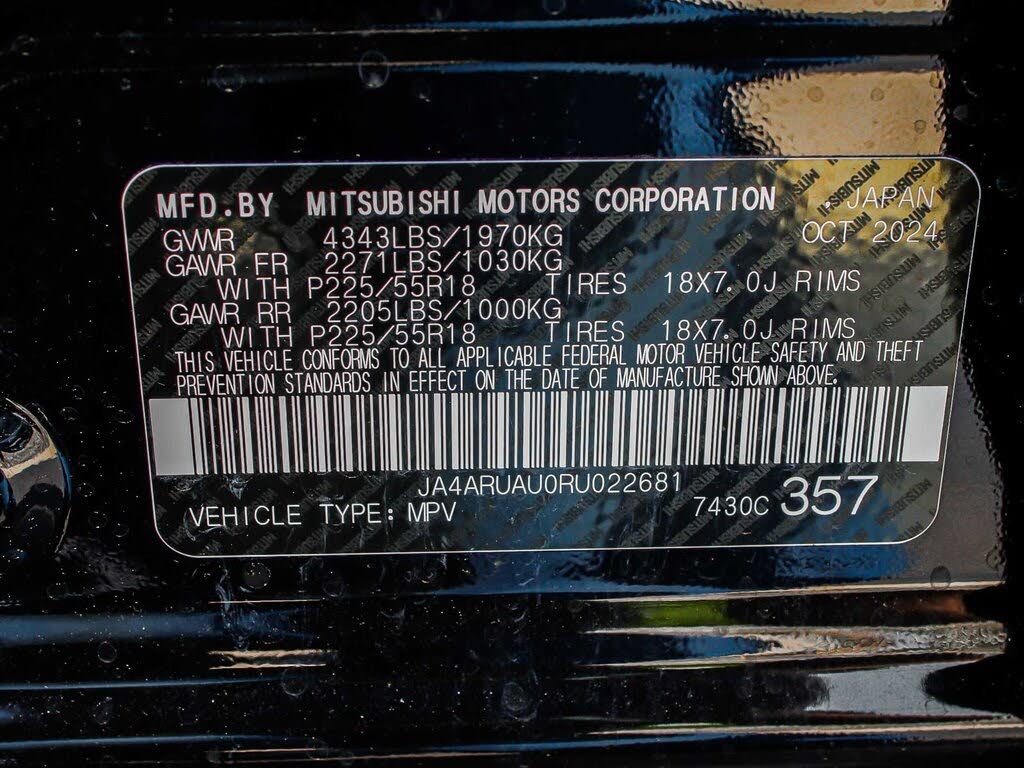 MFD.BY MITSUBISHI MOTORS CORPORATION JAPAN
GVWR 4343LBS/1970KG OCT 2024
GAWR FR 2271LBS/1030KG
WITH P225/55R18 TIRES 18X7.0J RIMS
GAWR RR 2205LBS/1000KG
WITH P225/55R18 TIRES 18X7.0J RIMS
THIS VEHICLE CONFORMS TO ALL APPLICABLE FEDERAL MOTOR VEHICLE SAFETY AND THEFT
PREVENTION STANDARDS IN EFFECT ON THE DATE OF MANUFACTURE SHOWN ABOVE.
JA4ARUAU0RU022681
VEHICLE TYPE: MPV 7430C 357